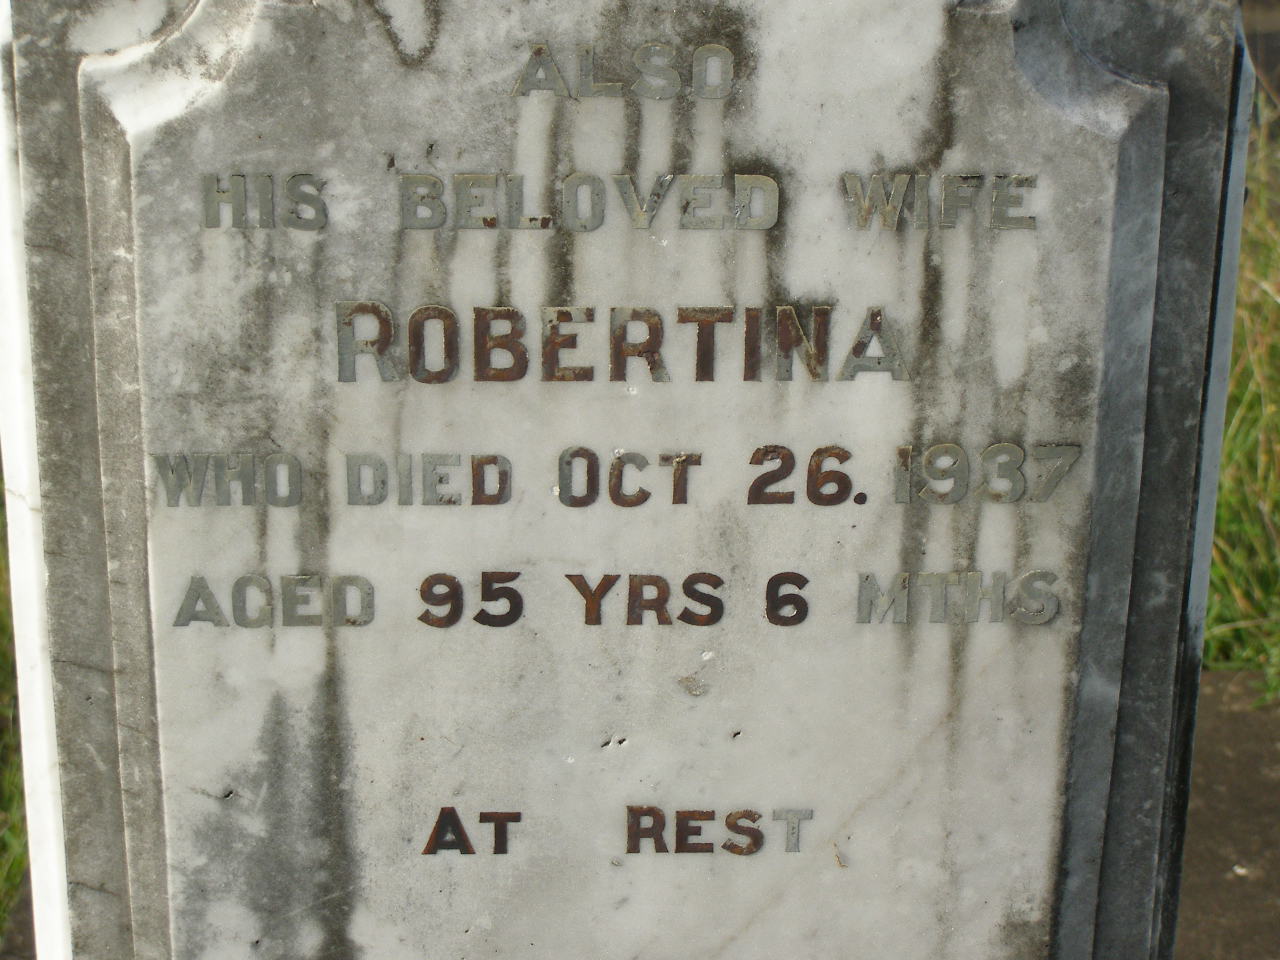 ALSO
HIS BELOVED WIFE
ROBERTINA
WHO DIED OCT 26. 1937
AGED 95 YRS 6 MTHS
AT REST